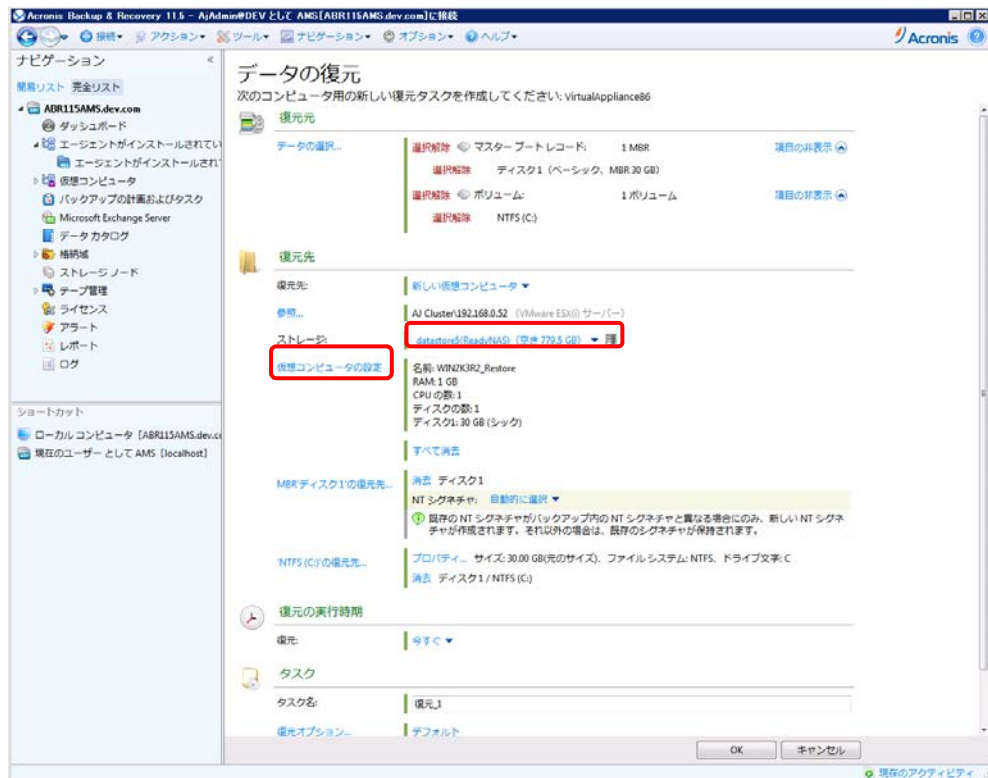 Acronis Backup & Recovery 11.5 - AjAdmin@DEV として AMS[ABR115AMS.dev.com]に接続
接続 アクション ツール ナビゲーション オプション ヘルプ
Acronis
ナビゲーション
簡易リスト 完全リスト
ABR115AMS.dev.com
ダッシュボード
エージェントがインストールされてい
エージェントがインストールされ
仮想コンピュータ
バックアップの計画およびタスク
Microsoft Exchange Server
データ カタログ
格納域
ストレージ ノード
テープ管理
ライセンス
アラート
レポート
ログ
ショートカット
ローカル コンピュータ [ABR115AMS.dev.co
現在のユーザー として AMS [localhost]
データの復元
次のコンピュータ用の新しい復元タスクを作成してください: VirtualAppliance86
復元元
データの選択... 選択解除 マスター ブート レコード: 1 MBR 項目の非表示
選択解除 ディスク 1 (ベーシック、MBR 30 GB)
選択解除 ボリューム: 1 ボリューム 項目の非表示
選択解除 NTFS (C:)
復元先
復元先: 新しい仮想コンピュータ
参照... AJ Cluster\192.168.0.52 (VMware ESX(i) サーバー)
ストレージ: datastore5(ReadyNAS) (空き 779.5 GB)
仮想コンピュータの設定 名前: WIN2K3R2_Restore
RAM: 1 GB
CPU の数: 1
ディスクの数: 1
ディスク1: 30 GB (シック)
すべて消去
MBR'ディスク 1'の復元先... 消去 ディスク1
NT シグネチャ: 自動的に選択
既存の NT シグネチャがバックアップ内の NT シグネチャと異なる場合にのみ、新しい NT シグネ
チャが作成されます。それ以外の場合は、既存のシグネチャが保持されます。
'NTFS (C:)'の復元先... プロパティ... サイズ: 30.00 GB(元のサイズ)、ファイル システム: NTFS、ドライブ文字: C
消去 ディスク1 / NTFS (C:)
復元の実行時期
復元: 今すぐ
タスク
タスク名: 復元_1
復元オプション... デフォルト
OK キャンセル
現在のアクティビティ